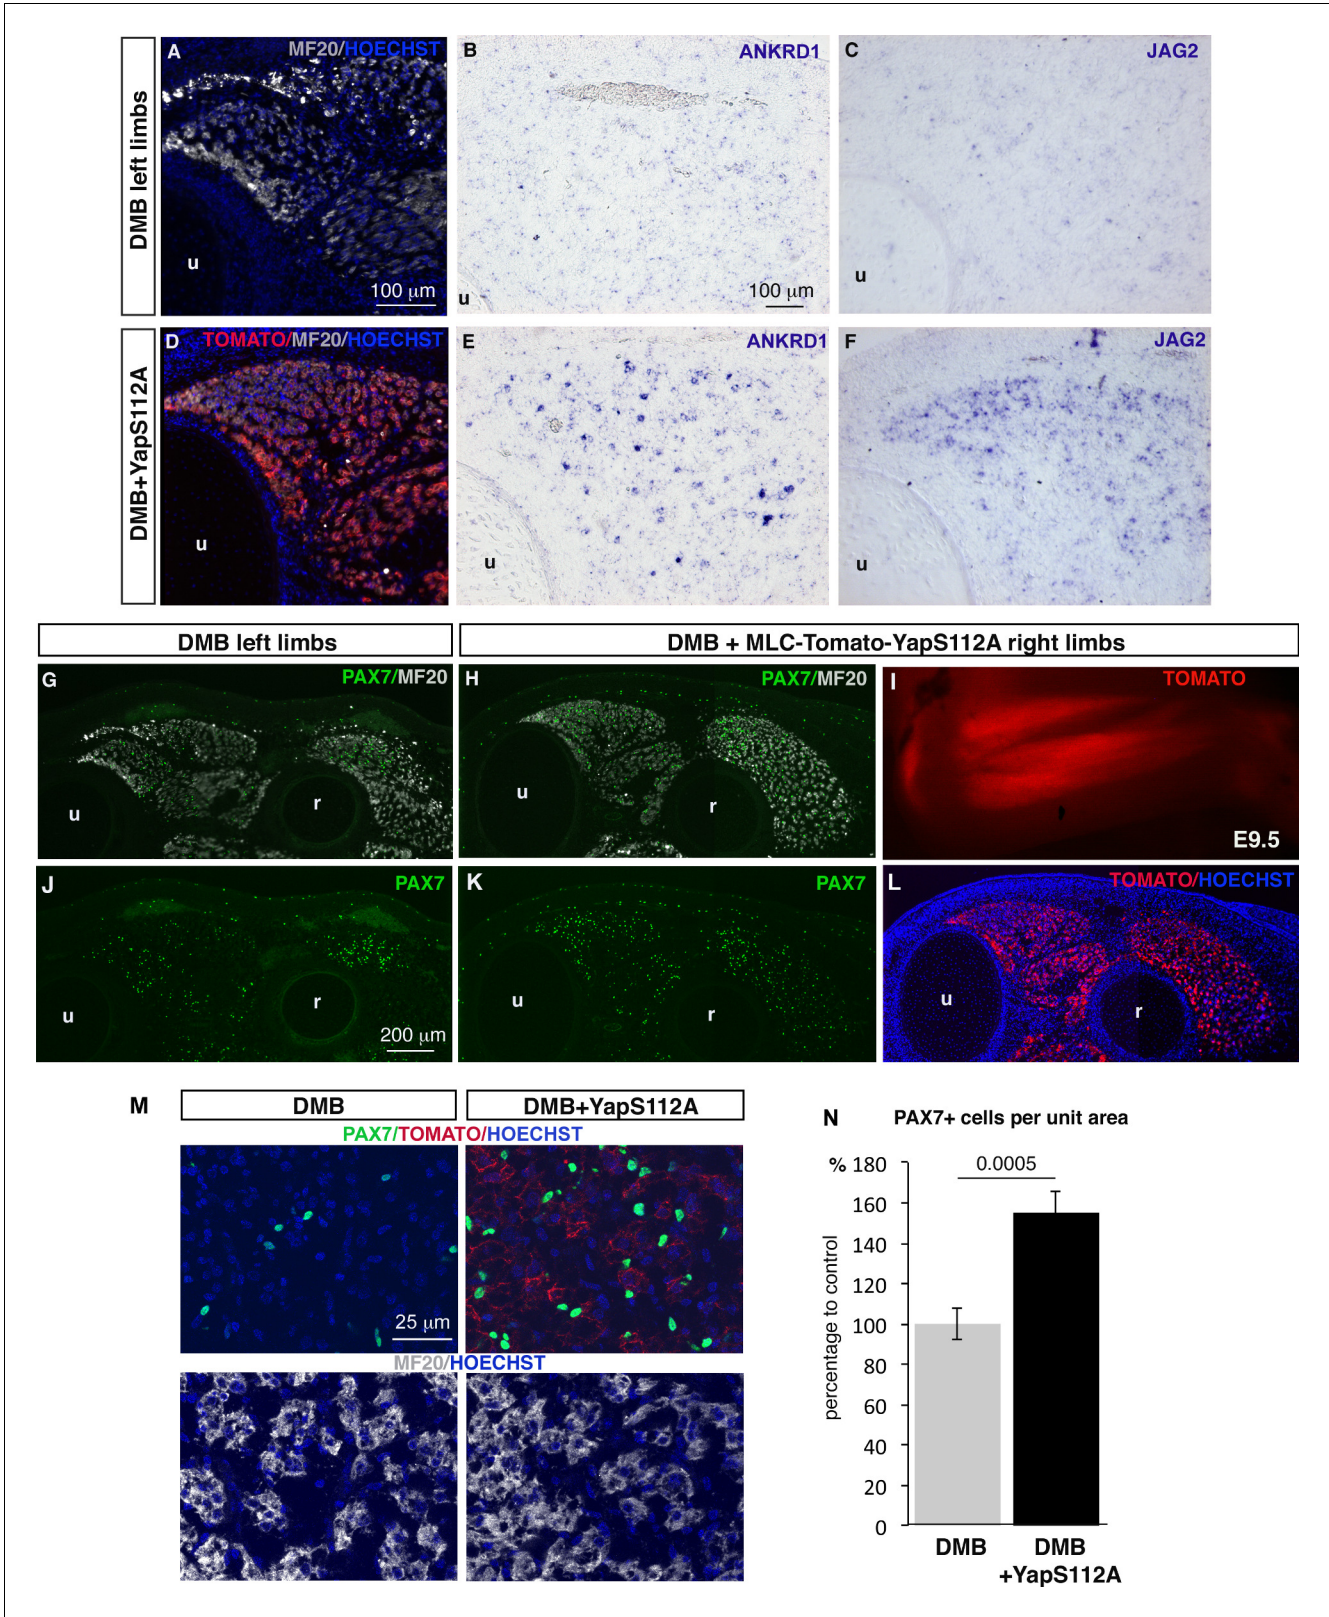 DMB left limbs
A
MF20/HOECHST
u
100 μm
B
ANKRD1
u
100 μm
C
JAG2
u
DMB+YapS112A
D
TOMATO/MF20/HOECHST
u
E
ANKRD1
u
F
JAG2
u
DMB left limbs
DMB + MLC-Tomato-YapS112A right limbs
G
PAX7/MF20
u
r
H
PAX7/MF20
u
r
I
TOMATO
E9.5
J
PAX7
u
r
200 μm
K
PAX7
u
r
L
TOMATO/HOECHST
u
r
M
DMB
DMB+YapS112A
PAX7/TOMATO/HOECHST
25 μm
MF20/HOECHST
N
PAX7+ cells per unit area
% 180
160
140
120
100
80
60
40
20
0
percentage to control
0.0005
DMB
DMB
+YapS112A